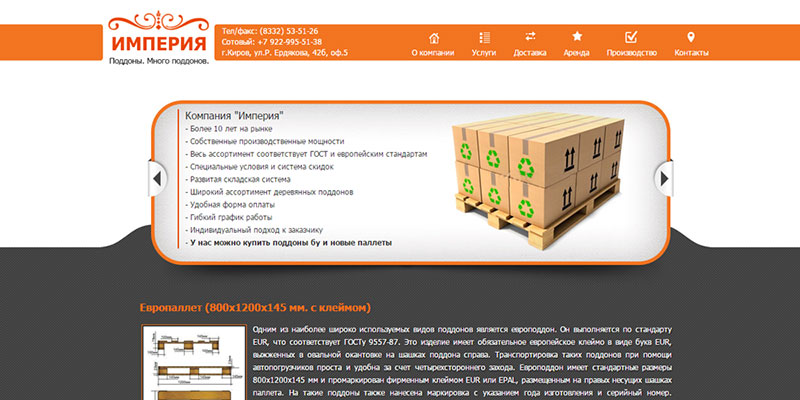 ИМПЕРИЯ
Поддоны. Много поддонов.
Тел/факс: (8332) 53-51-26
Сотовый: +7 922-995-51-38
г.Киров, ул.Р. Ердякова, 42б, оф.5
О компании
Услуги
Доставка
Аренда
Производство
Контакты
Компания "Империя"
- Более 10 лет на рынке
- Собственные производственные мощности
- Весь ассортимент соответствует ГОСТ и европейским стандартам
- Специальные условия и система скидок
- Развитая складская система
- Широкий ассортимент деревянных поддонов
- Удобная форма оплаты
- Гибкий график работы
- Индивидуальный подход к заказчику
- У нас можно купить поддоны бу и новые паллеты
Европаллет (800х1200х145 мм. с клеймом)
Одним из наиболее широко используемых видов поддонов является европоддон. Он выполняется по стандарту
EUR, что соответствует ГОСТу 9557-87. Это изделие имеет обязательное европейское клеймо в виде букв EUR,
выжженных в овальной окантовке на шашках поддона справа. Транспортировка таких поддонов при помощи
автопогрузчиков проста и удобна за счет четырехстороннего захода. Европоддон имеет стандартные размеры
800х1200х145 мм и промаркирован фирменным клеймом EUR или EPAL, размещенным на правых несущих шашках
паллета. На такие поддоны также нанесена маркировка с указанием года изготовления и серийный номер.